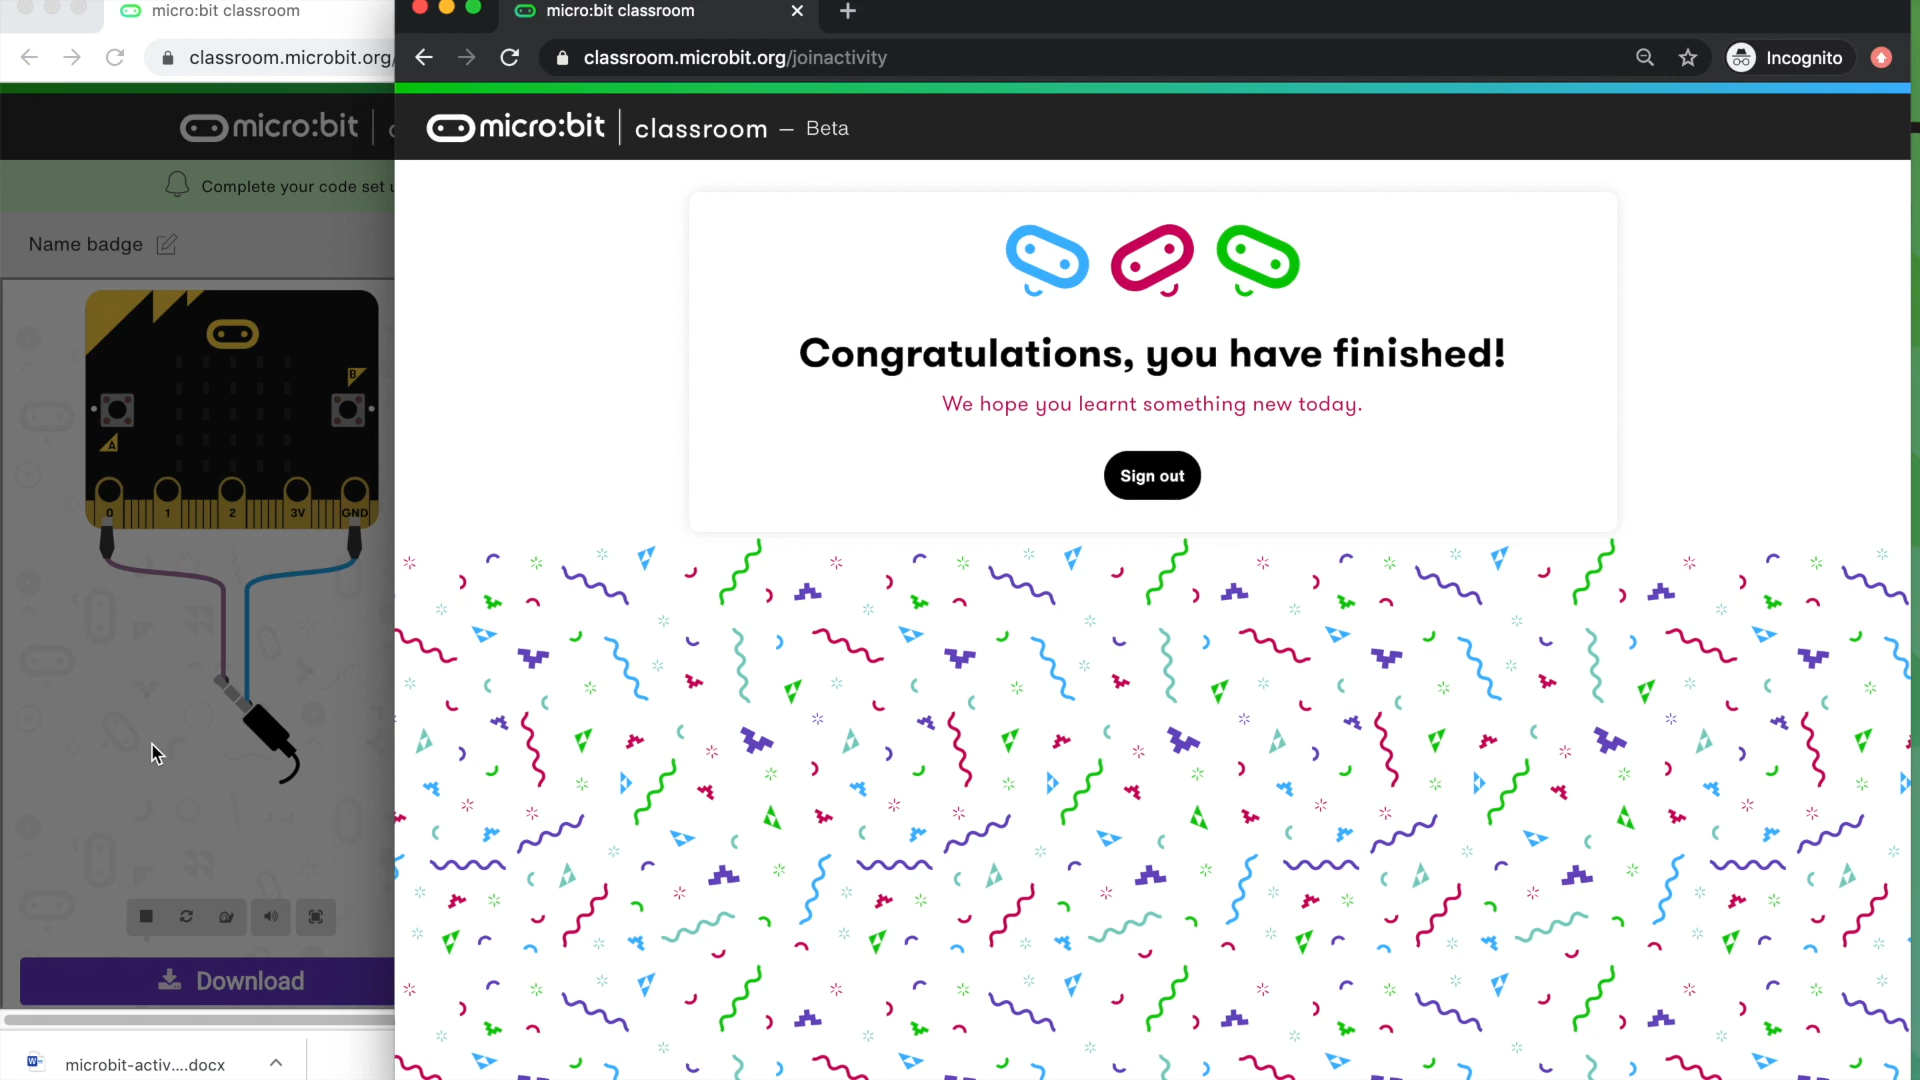 micro:bit classroom
classroom.microbit.org/
micro:bit
Complete your code set u
Name badge
B
A
0 1 2 3V GND
Download
microbit-activ....docx
micro:bit classroom
classroom.microbit.org/joinactivity
Incognito
micro:bit classroom – Beta
Congratulations, you have finished!
We hope you learnt something new today.
Sign out